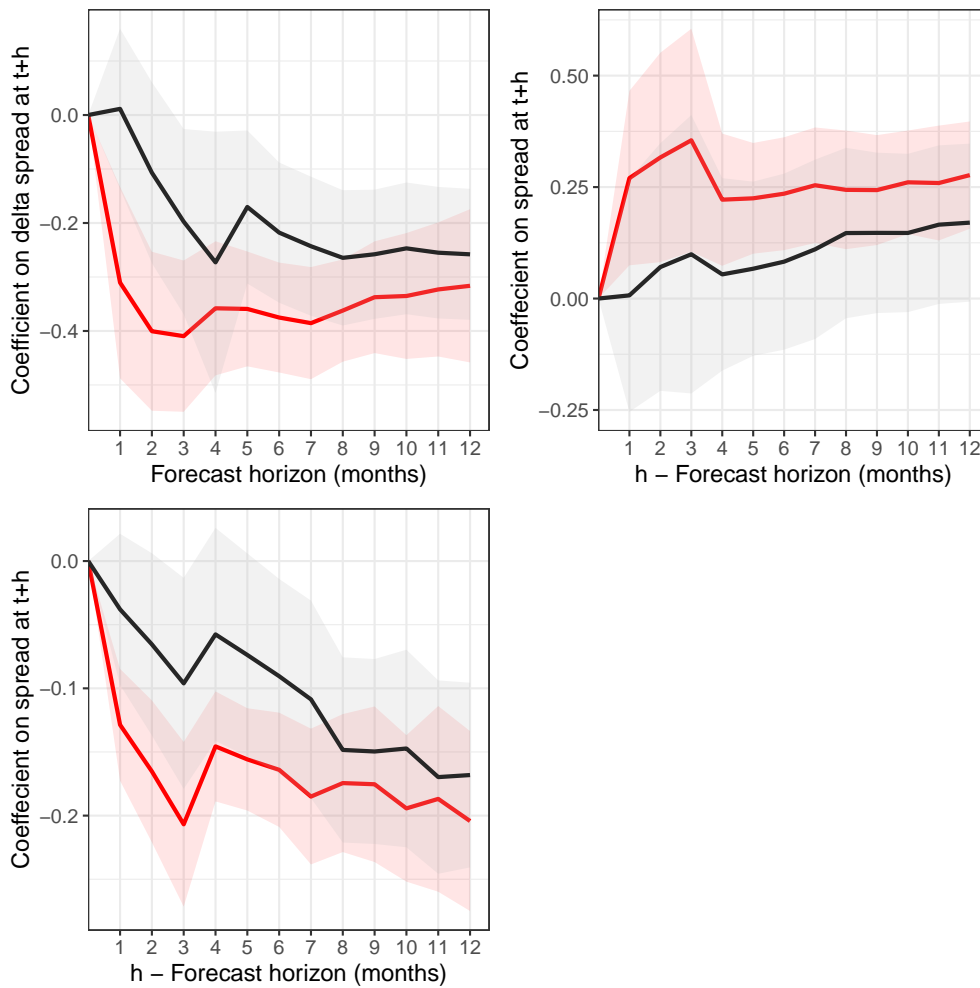 Coefficient on delta spread at t+h
0.0
−0.2
−0.4
1 2 3 4 5 6 7 8 9 10 11 12
Forecast horizon (months)
Coeffecient on spread at t+h
0.50
0.25
0.00
−0.25
1 2 3 4 5 6 7 8 9 10 11 12
h − Forecast horizon (months)
Coeffecient on spread at t+h
0.0
−0.1
−0.2
1 2 3 4 5 6 7 8 9 10 11 12
h − Forecast horizon (months)